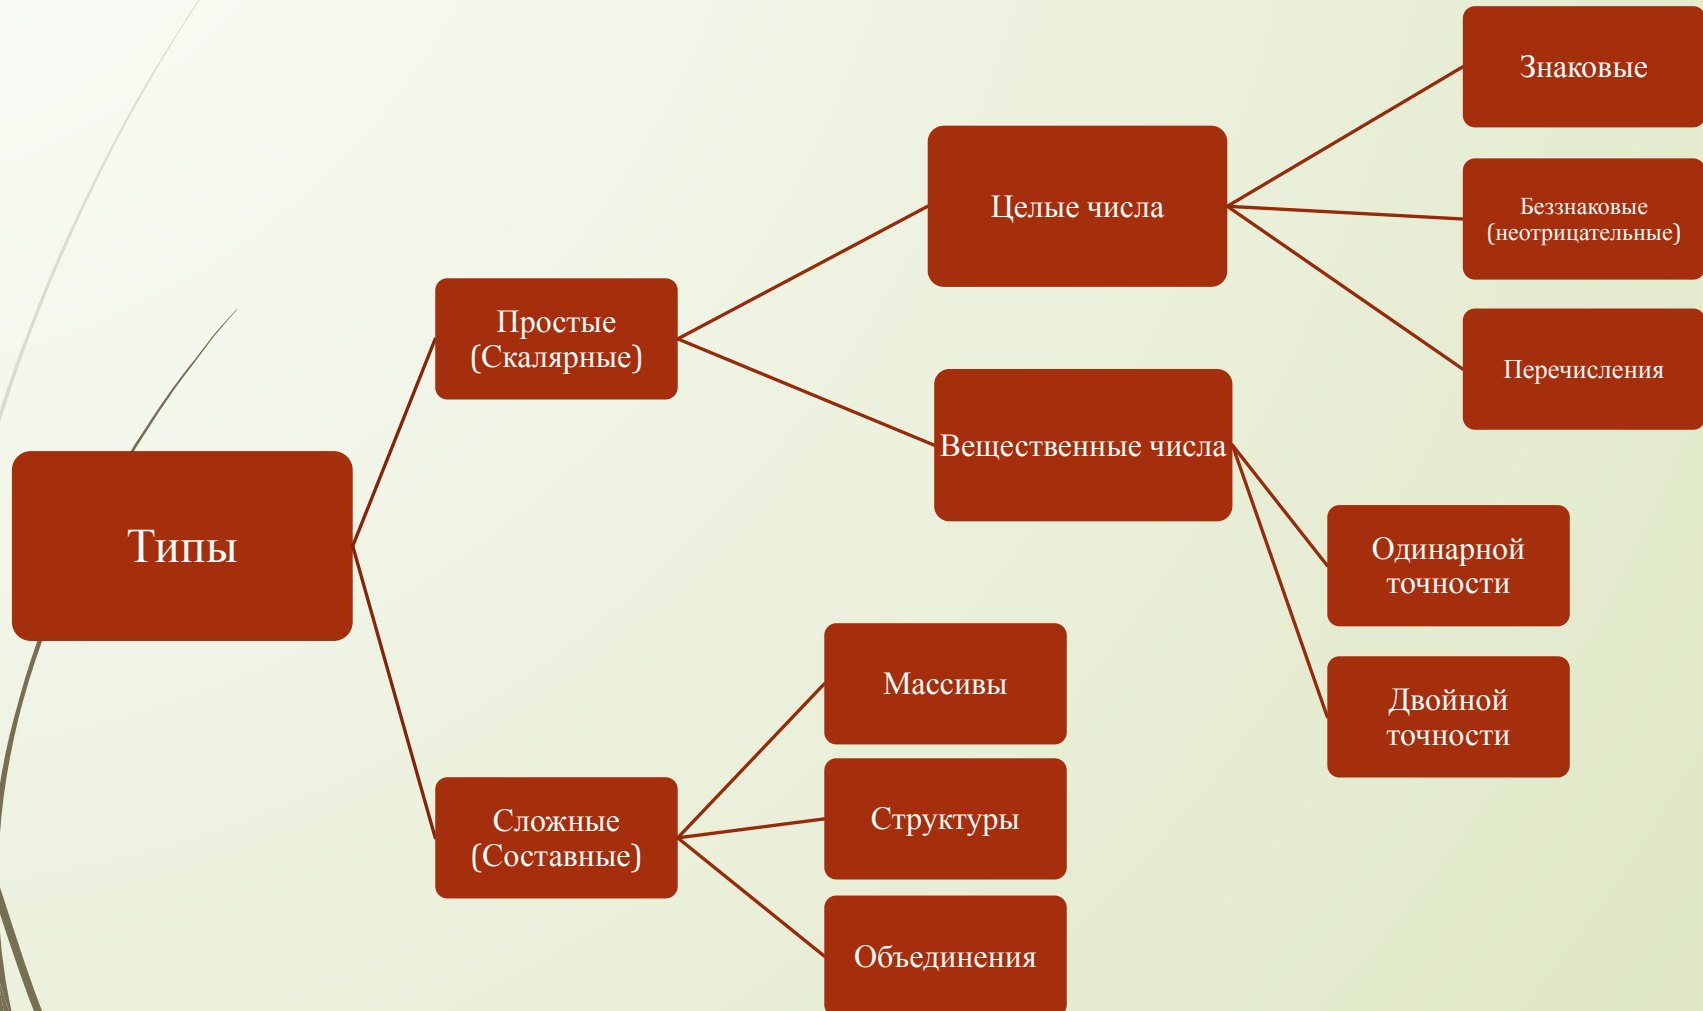 Типы
Простые
(Скалярные)
Целые числа
Знаковые
Беззнаковые
(неотрицательные)
Перечисления
Вещественные числа
Одинарной
точности
Двойной
точности
Сложные
(Составные)
Массивы
Структуры
Объединения